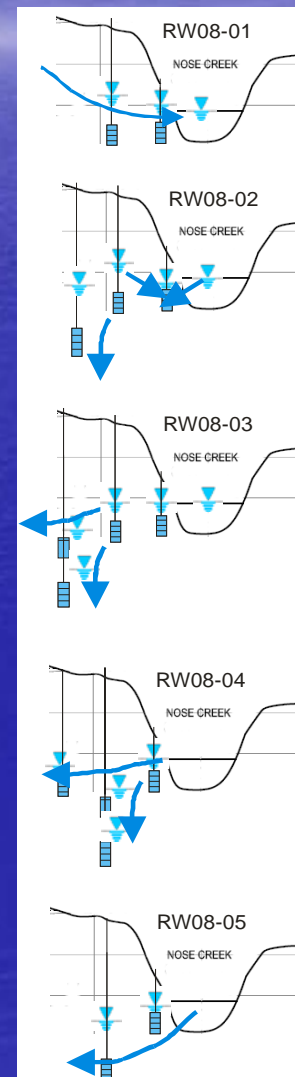 RW08-01
NOSE CREEK
RW08-02
NOSE CREEK
RW08-03
NOSE CREEK
RW08-04
NOSE CREEK
RW08-05
NOSE CREEK